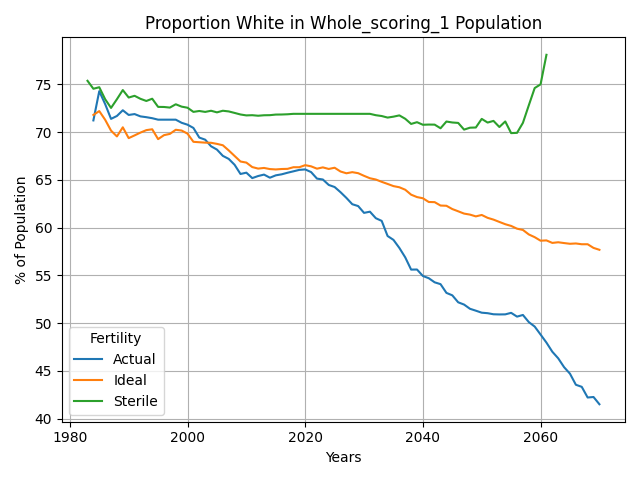 Proportion White in Whole_scoring_1 Population
% of Population
75
70
65
60
55
50
45
40
Fertility
Actual
Ideal
Sterile
1980
2000
2020
2040
2060
Years